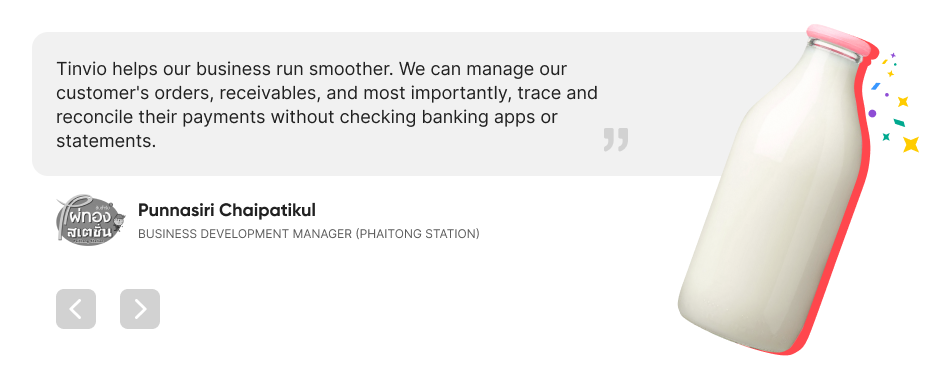 Tinvio helps our business run smoother. We can manage our
customer's orders, receivables, and most importantly, trace and
reconcile their payments without checking banking apps or
statements.
”
Punnasiri Chaipatikul
BUSINESS DEVELOPMENT MANAGER (PHAITONG STATION)
ไผ่ทอง
สเตชั่น